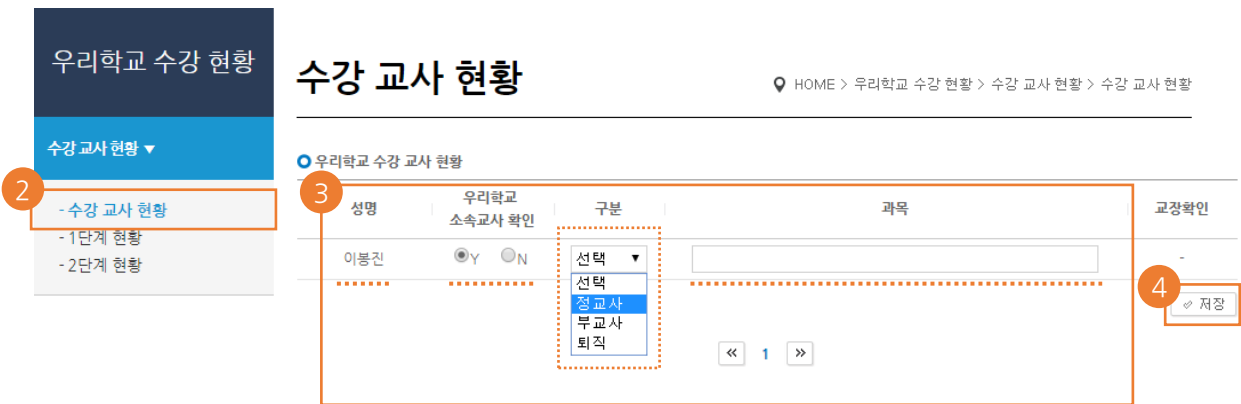 우리학교 수강 현황
수강 교사 현황 ▼
2
- 수강 교사 현황
- 1단계 현황
- 2단계 현황
수강 교사 현황
HOME > 우리학교 수강 현황 > 수강 교사 현황 > 수강 교사 현황
우리학교 수강 교사 현황
3
성명
우리학교
소속교사 확인
구분
과목
교장확인
이봉진
Y N
선택 ▼
-
선택
정교사
부교사
퇴직
4
저장
« 1 »